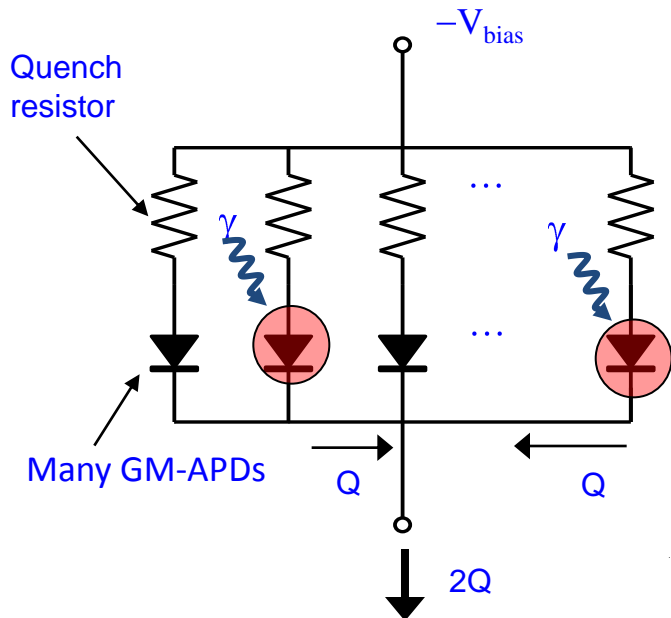 −V_bias
Quench
resistor
γ
γ
...
...
Many GM-APDs
Q
Q
2Q